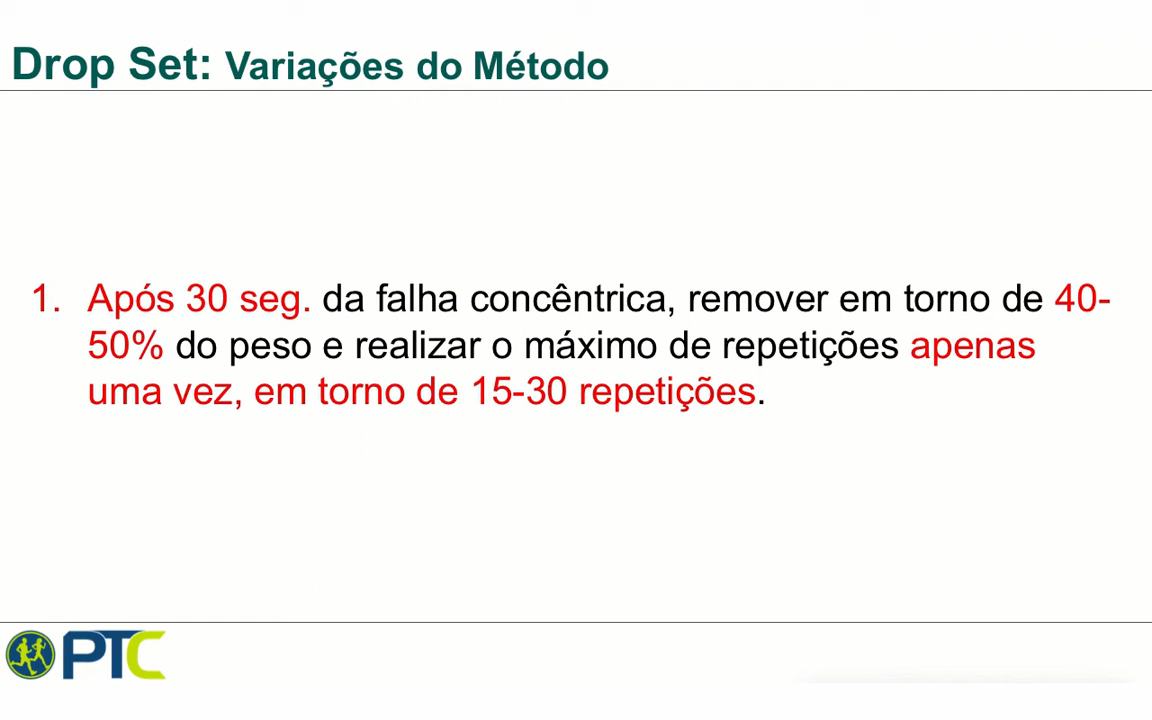 Drop Set: Variações do Método
1. Após 30 seg. da falha concêntrica, remover em torno de 40-
50% do peso e realizar o máximo de repetições apenas
uma vez, em torno de 15-30 repetições.
PTC